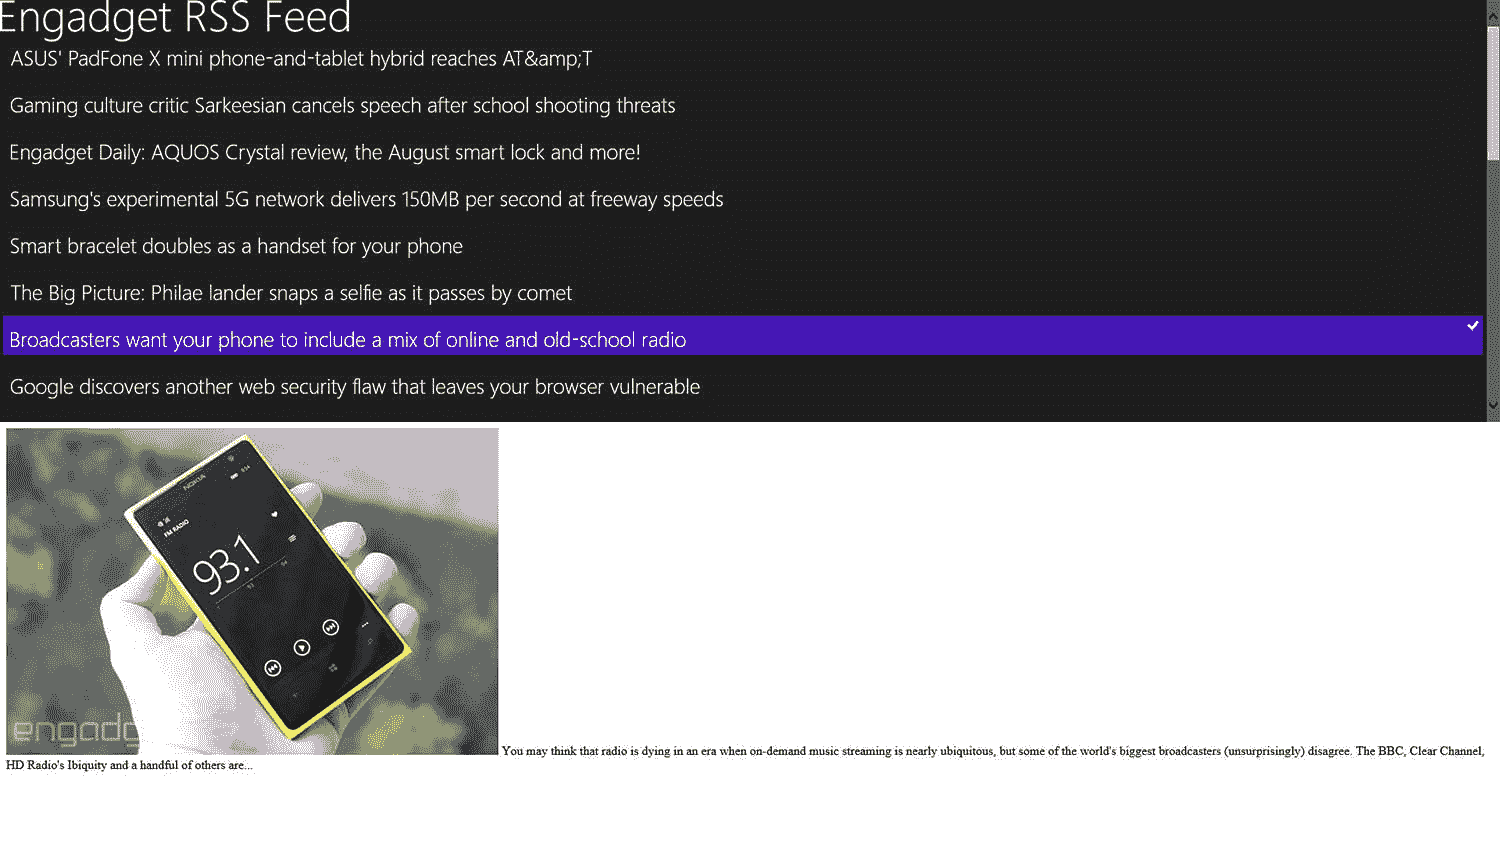 Engadget RSS Feed
ASUS' PadFone X mini phone-and-tablet hybrid reaches AT&amp;T
Gaming culture critic Sarkeesian cancels speech after school shooting threats
Engadget Daily: AQUOS Crystal review, the August smart lock and more!
Samsung's experimental 5G network delivers 150MB per second at freeway speeds
Smart bracelet doubles as a handset for your phone
The Big Picture: Philae lander snaps a selfie as it passes by comet
Broadcasters want your phone to include a mix of online and old-school radio
Google discovers another web security flaw that leaves your browser vulnerable
NOKIA
FM RADIO
93.1
engadg
You may think that radio is dying in an era when on-demand music streaming is nearly ubiquitous, but some of the world's biggest broadcasters (unsurprisingly) disagree. The BBC, Clear Channel,
HD Radio's Ibiquity and a handful of others are...